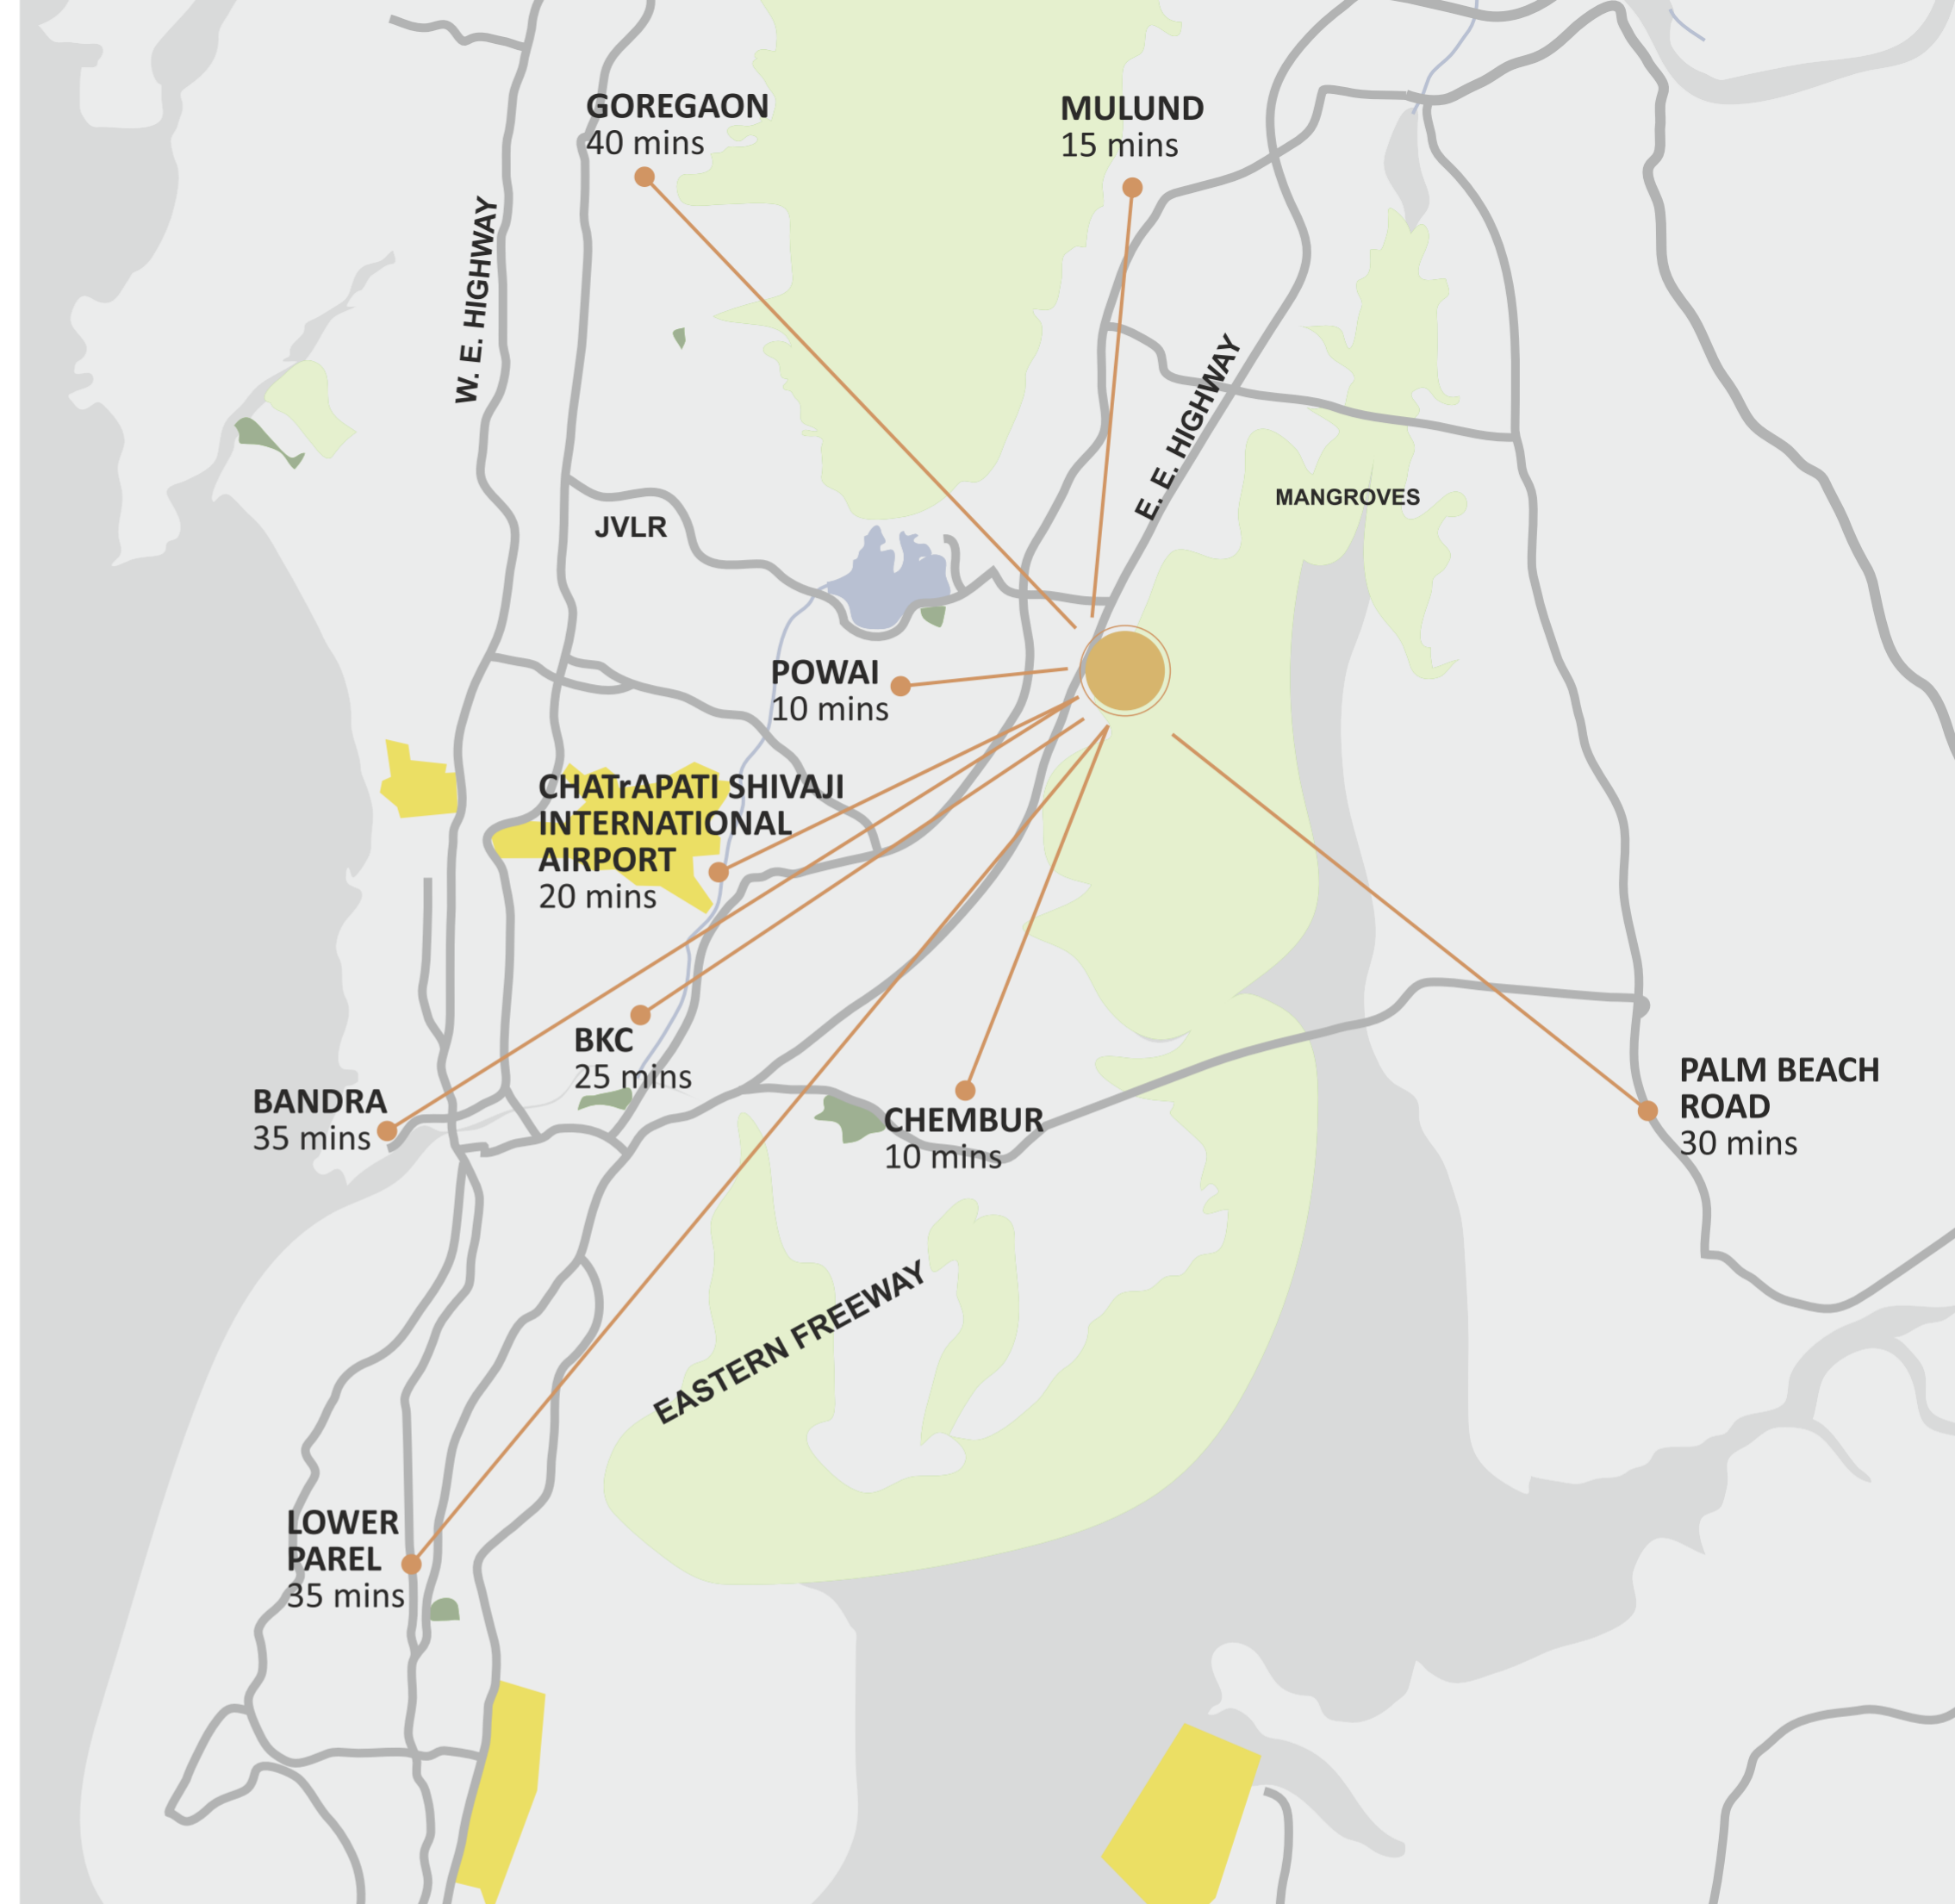 GOREGAON
40 mins
MULUND
15 mins
W. E. HIGHWAY
E. E. HIGHWAY
MANGROVES
JVLR
POWAI
10 mins
CHATrAPATI SHIVAJI
INTERNATIONAL
AIRPORT
20 mins
BKC
25 mins
BANDRA
35 mins
CHEMBUR
10 mins
PALM BEACH
ROAD
30 mins
EASTERN FREEWAY
LOWER
PAREL
35 mins